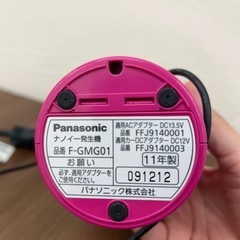 Panasonic
ナノイー発生機
品番 F-GMG01
お願い
必ず、適用アダプター
をお使いください。
適用ACアダプター DC13.5V
品番 FFJ9140001
適用カーDCアダプター DC12V
品番 FFJ9140003
11年製
091212
パナソニック株式会社